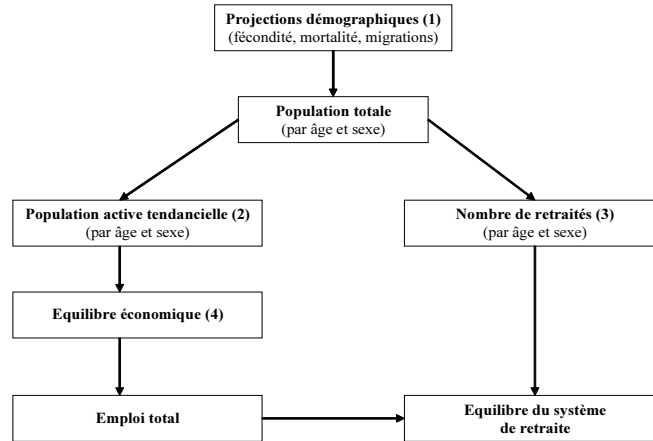 Projections démographiques (1)
(fécondité, mortalité, migrations)
Population totale
(par âge et sexe)
Population active tendancielle (2)
(par âge et sexe)
Nombre de retraités (3)
(par âge et sexe)
Equilibre économique (4)
Emploi total
Equilibre du système
de retraite